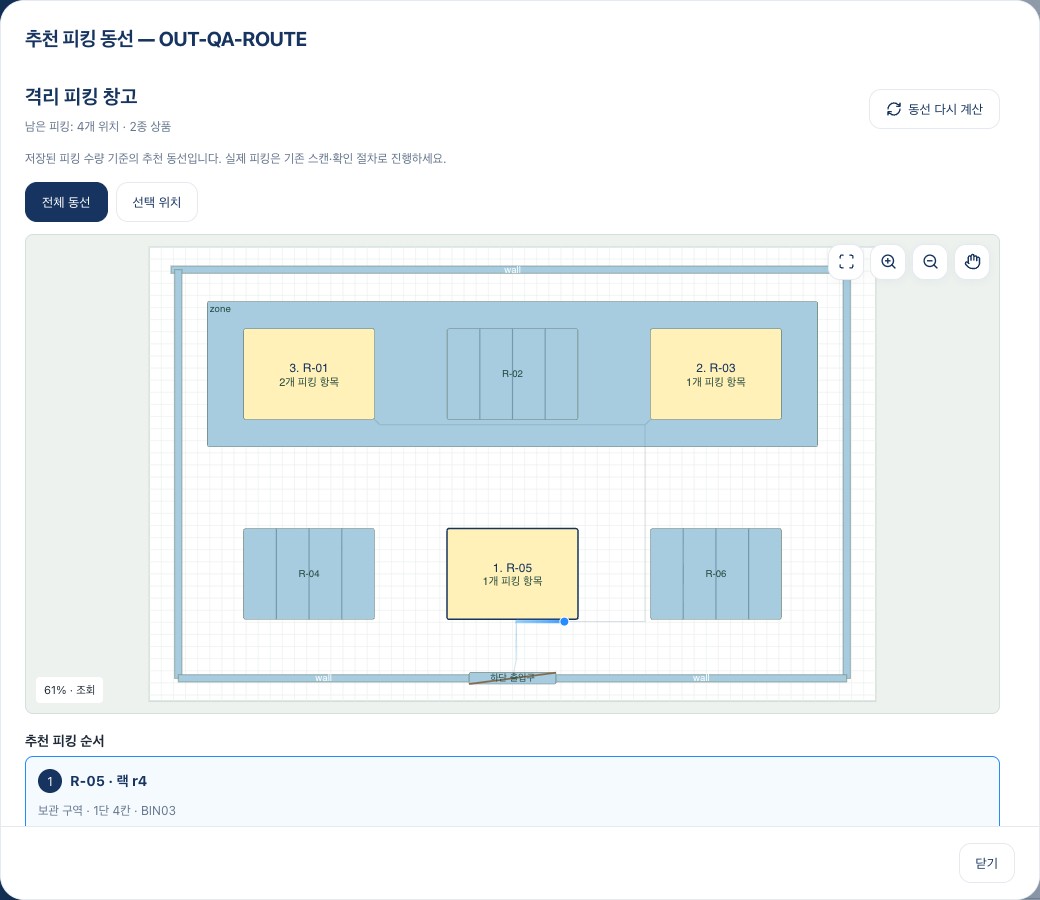 추천 피킹 동선 — OUT-QA-ROUTE
격리 피킹 창고
남은 피킹: 4개 위치 · 2종 상품
동선 다시 계산
저장된 피킹 수량 기준의 추천 동선입니다. 실제 피킹은 기존 스캔·확인 절차로 진행하세요.
전체 동선
선택 위치
wall
zone
3. R-01
2개 피킹 항목
R-02
2. R-03
1개 피킹 항목
R-04
1. R-05
1개 피킹 항목
R-06
wall
하단 출입구
wall
61% · 조회
추천 피킹 순서
1
R-05 · 랙 r4
보관 구역 · 1단 4칸 · BIN03
닫기